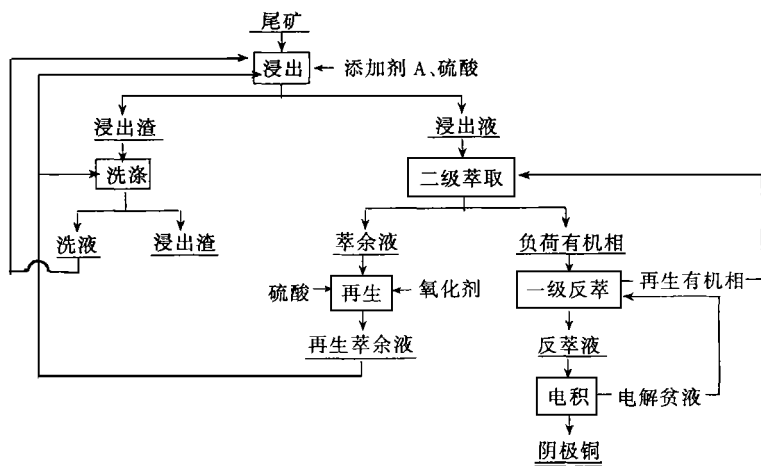 尾矿
浸出
添加剂 A、硫酸
浸出渣
浸出液
洗涤
二级萃取
洗液
浸出渣
萃余液
负荷有机相
硫酸
再生
氧化剂
一级反萃
再生有机相
再生萃余液
反萃液
电积
电解贫液
阴极铜